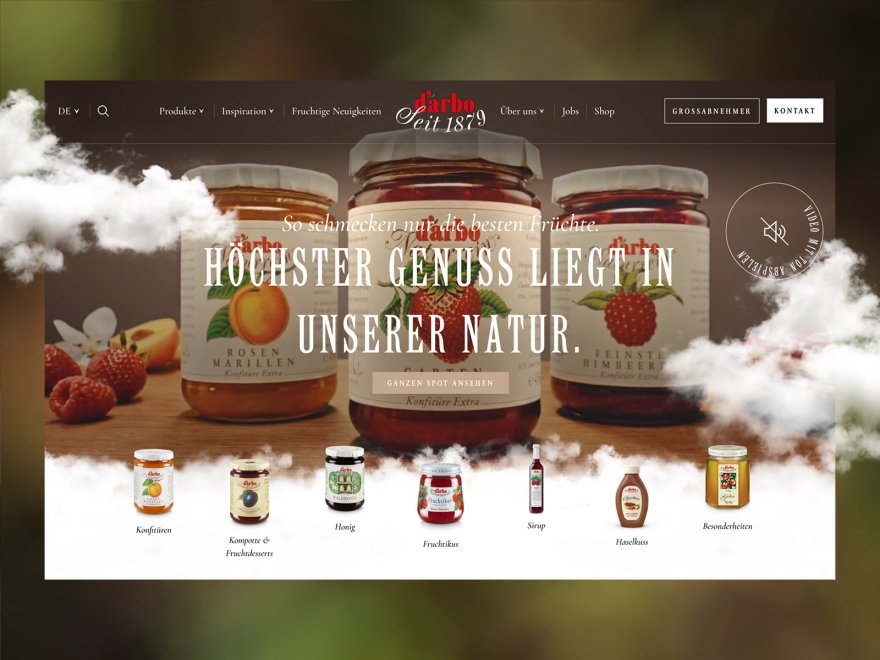 DE
Produkte
Inspiration
Fruchtige Neuigkeiten
d'arbo
Seit 1879
Über uns
Jobs
Shop
GROSSABNEHMER
KONTAKT
So schmecken nur die besten Früchte.
HÖCHSTER GENUSS LIEGT IN
UNSERER NATUR.
GANZEN SPOT ANSEHEN
VIDEO MIT TON ABSPIELEN
d'arbo
ROSEN
MARILLEN
Konfitüre Extra
d'arbo
GARTEN
Konfitüre Extra
d'arbo
FEINSTE
HIMBEER
Konfitüre Extra
Konfitüren
Kompotte &
Fruchtdesserts
Honig
Fruchtikus
Sirup
Haselkuss
Besonderheiten